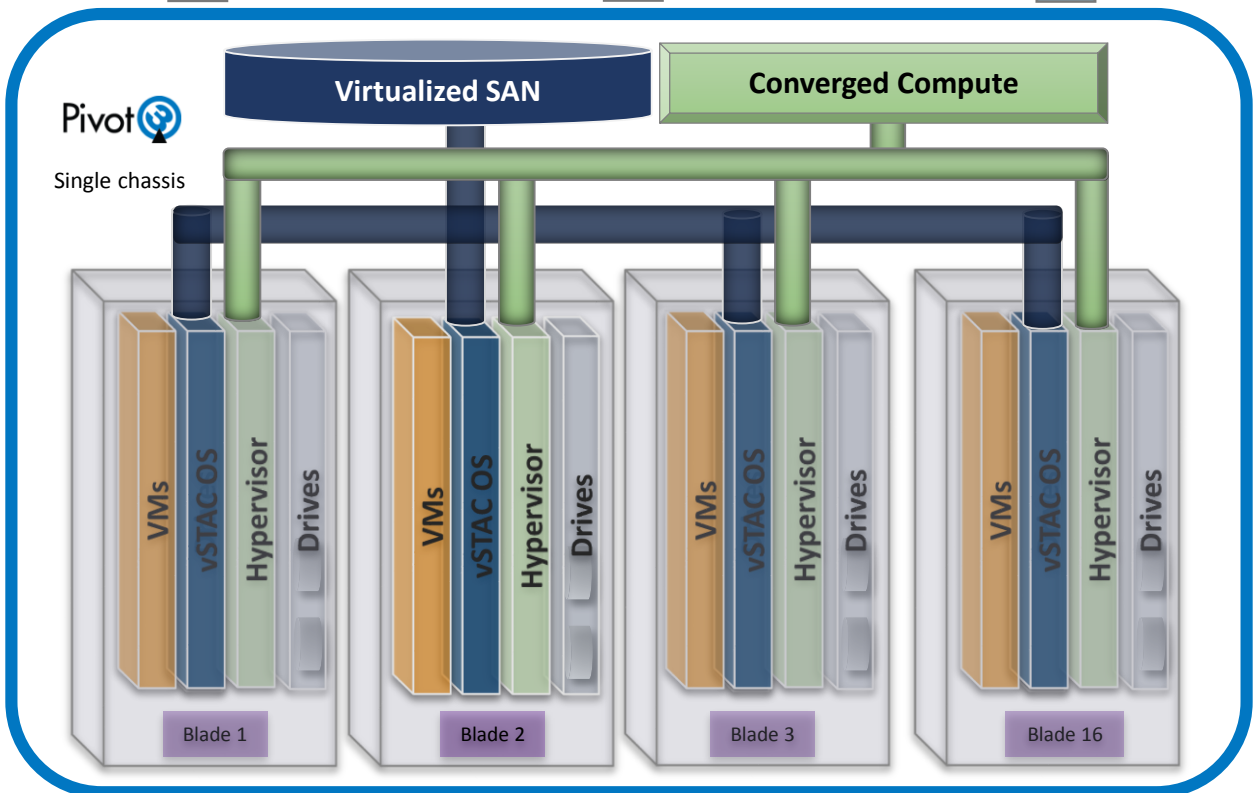 Virtualized SAN
Converged Compute
Pivot3
Single chassis
VMs
vSTAC OS
Hypervisor
Drives
Blade 1
VMs
vSTAC OS
Hypervisor
Drives
Blade 2
VMs
vSTAC OS
Hypervisor
Drives
Blade 3
VMs
vSTAC OS
Hypervisor
Drives
Blade 16